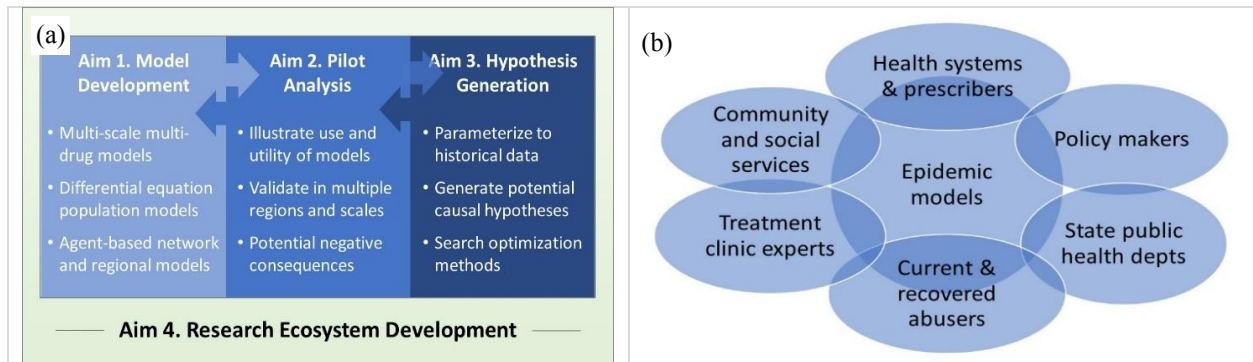 (a)
Aim 1. Model
Development
• Multi-scale multi-
drug models
• Differential equation
population models
• Agent-based network
and regional models
Aim 2. Pilot
Analysis
• Illustrate use and
utility of models
• Validate in multiple
regions and scales
• Potential negative
consequences
Aim 3. Hypothesis
Generation
• Parameterize to
historical data
• Generate potential
causal hypotheses
• Search optimization
methods
Aim 4. Research Ecosystem Development
(b)
Health systems
& prescribers
Community
and social
services
Policy makers
Epidemic
models
Treatment
clinic experts
State public
health depts
Current &
recovered
abusers